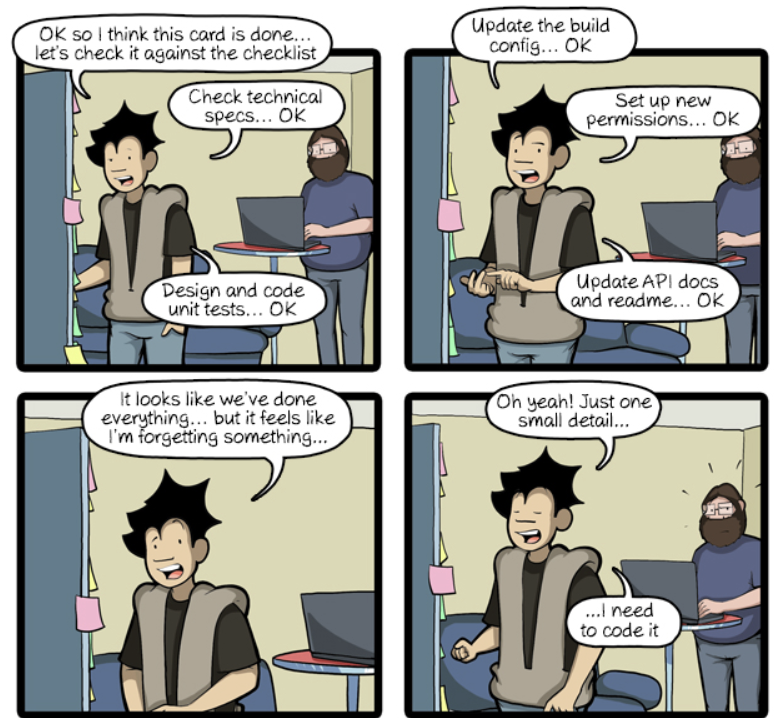 OK so I think this card is done...
let's check it against the checklist
Check technical
specs... OK
Design and code
unit tests... OK
Update the build
config... OK
Set up new
permissions... OK
Update API docs
and readme... OK
It looks like we've done
everything... but it feels like
I'm forgetting something...
Oh yeah! Just one
small detail...
...I need
to code it